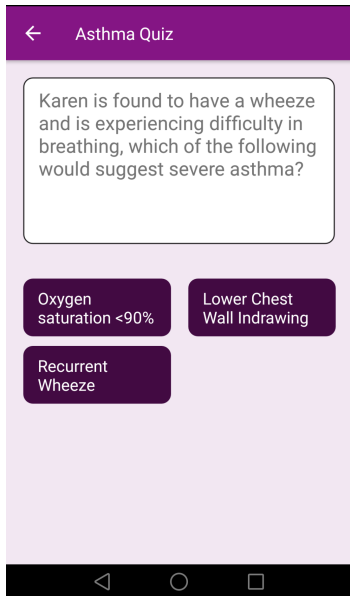 Asthma Quiz
Karen is found to have a wheeze
and is experiencing difficulty in
breathing, which of the following
would suggest severe asthma?
Oxygen
saturation <90%
Lower Chest
Wall Indrawing
Recurrent
Wheeze